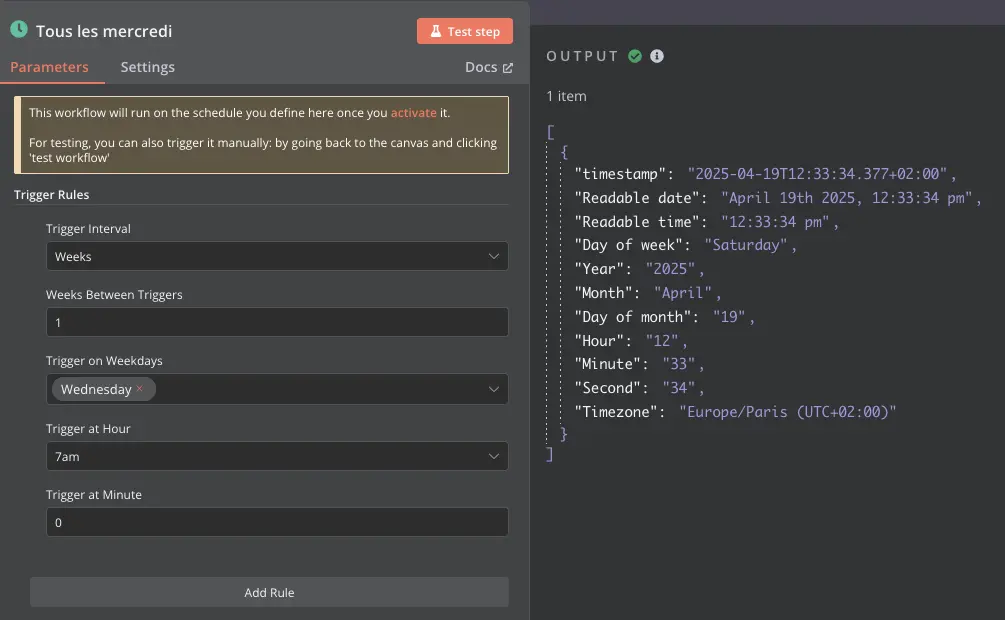 Tous les mercredi
Test step
Parameters
Settings
Docs
This workflow will run on the schedule you define here once you activate it.
For testing, you can also trigger it manually: by going back to the canvas and clicking
'test workflow'
Trigger Rules
Trigger Interval
Weeks
Weeks Between Triggers
1
Trigger on Weekdays
Wednesday ×
Trigger at Hour
7am
Trigger at Minute
0
Add Rule
OUTPUT
1 item
[
{
"timestamp": "2025-04-19T12:33:34.377+02:00",
"Readable date": "April 19th 2025, 12:33:34 pm",
"Readable time": "12:33:34 pm",
"Day of week": "Saturday",
"Year": "2025",
"Month": "April",
"Day of month": "19",
"Hour": "12",
"Minute": "33",
"Second": "34",
"Timezone": "Europe/Paris (UTC+02:00)"
}
]